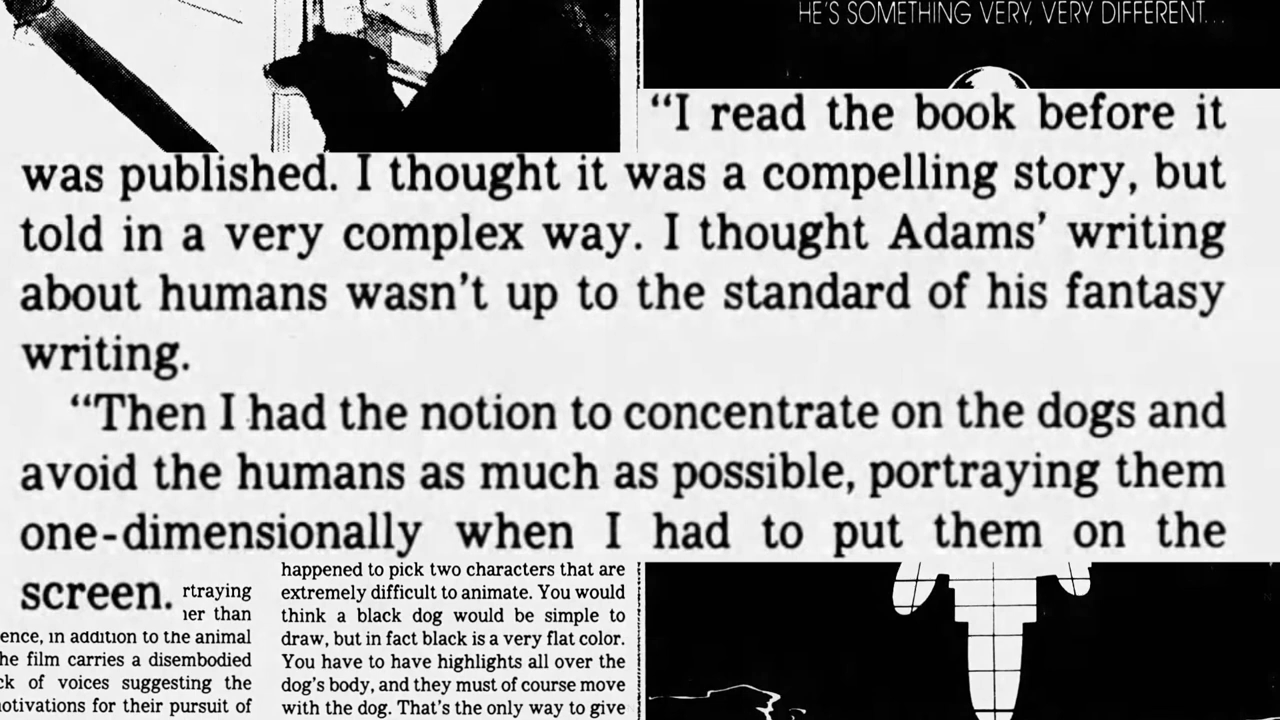 HE'S SOMETHING VERY, VERY DIFFERENT...
“I read the book before it
was published. I thought it was a compelling story, but
told in a very complex way. I thought Adams’ writing
about humans wasn’t up to the standard of his fantasy
writing.
“Then I had the notion to concentrate on the dogs and
avoid the humans as much as possible, portraying them
one-dimensionally when I had to put them on the
screen.
rtraying
er than
ence, in addition to the animal
he film carries a disembodied
ck of voices suggesting the
otivations for their pursuit of
happened to pick two characters that are
extremely difficult to animate. You would
think a black dog would be simple to
draw, but in fact black is a very flat color.
You have to have highlights all over the
dog's body, and they must of course move
with the dog. That's the only way to give